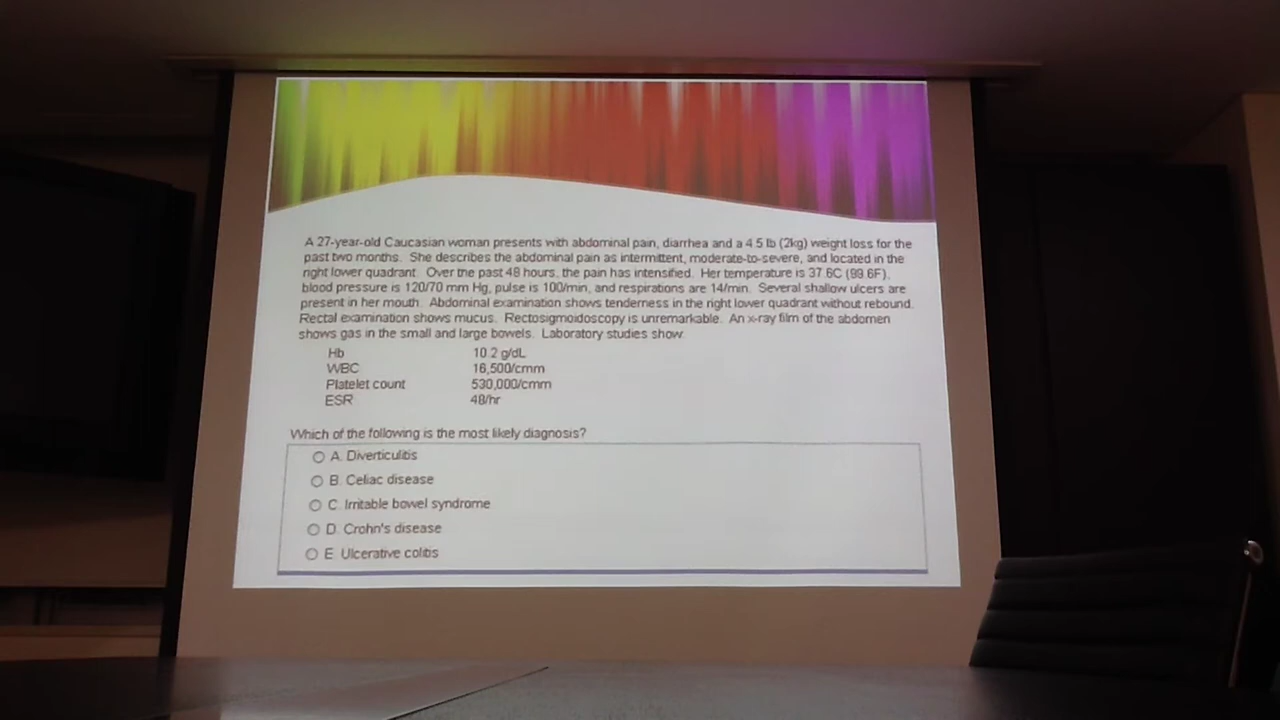 A 27-year-old Caucasian woman presents with abdominal pain, diarrhea and a 4.5 lb (2kg) weight loss for the
past two months. She describes the abdominal pain as intermittent, moderate-to-severe, and located in the
right lower quadrant. Over the past 48 hours, the pain has intensified. Her temperature is 37.6C (99.6F),
blood pressure is 120/70 mm Hg, pulse is 100/min, and respirations are 14/min. Several shallow ulcers are
present in her mouth. Abdominal examination shows tenderness in the right lower quadrant without rebound.
Rectal examination shows mucus. Rectosigmoidoscopy is unremarkable. An x-ray film of the abdomen
shows gas in the small and large bowels. Laboratory studies show:
Hb 10.2 g/dL
WBC 16,500/cmm
Platelet count 530,000/cmm
ESR 48/hr
Which of the following is the most likely diagnosis?
A. Diverticulitis
B. Celiac disease
C. Irritable bowel syndrome
D. Crohn's disease
E. Ulcerative colitis